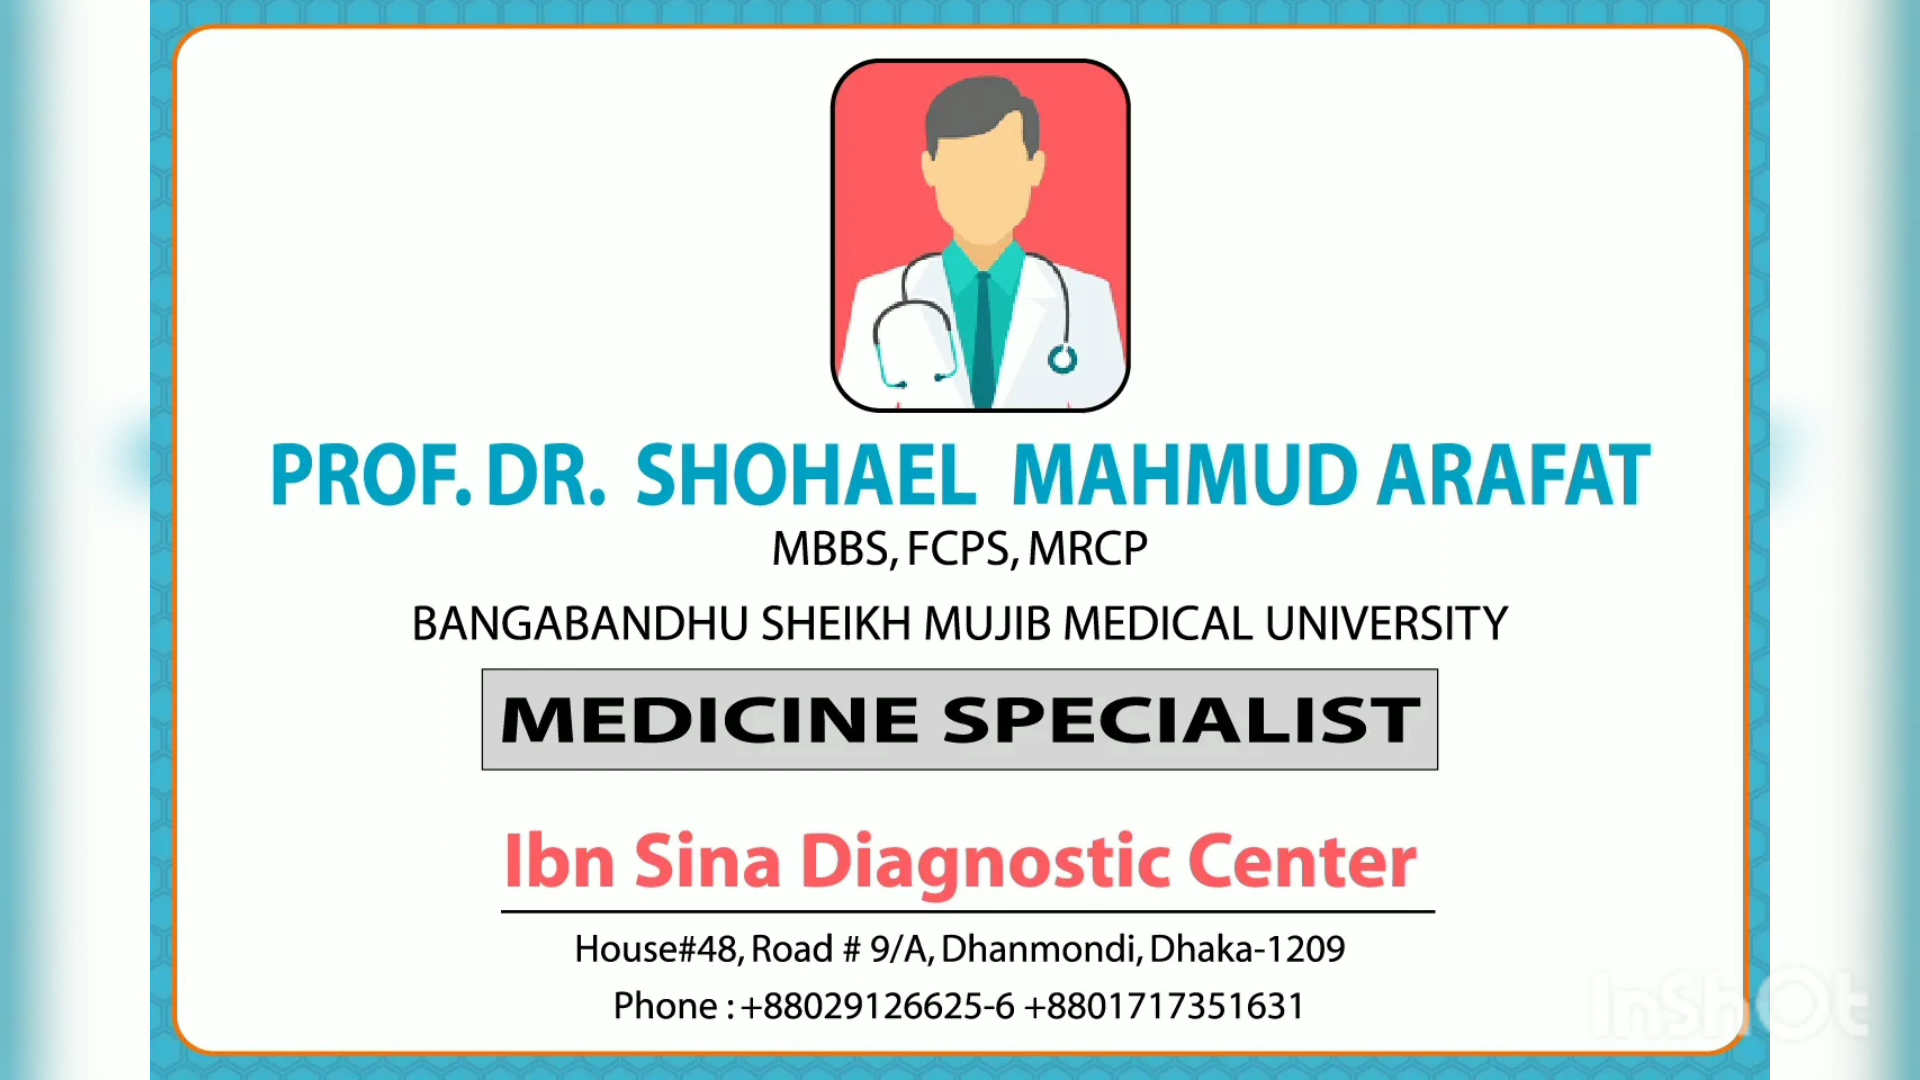 PROF. DR. SHOHAEL MAHMUD ARAFAT
MBBS, FCPS, MRCP
BANGABANDHU SHEIKH MUJIB MEDICAL UNIVERSITY
MEDICINE SPECIALIST
Ibn Sina Diagnostic Center
House#48, Road # 9/A, Dhanmondi, Dhaka-1209
Phone : +88029126625-6 +8801717351631
InShOt